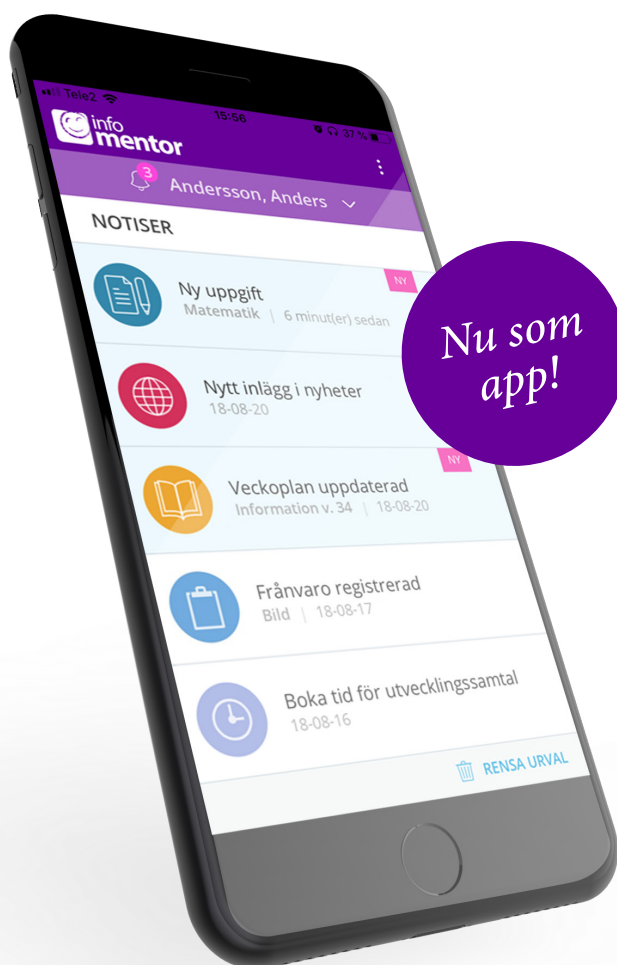 Tele2
15:56
37 %
info
mentor
3
Andersson, Anders
NOTISER
NY
Ny uppgift
Matematik | 6 minut(er) sedan
Nytt inlägg i nyheter
18-08-20
NY
Veckoplan uppdaterad
Information v. 34 | 18-08-20
Frånvaro registrerad
Bild | 18-08-17
Boka tid för utvecklingssamtal
18-08-16
RENSA URVAL
Nu som
app!